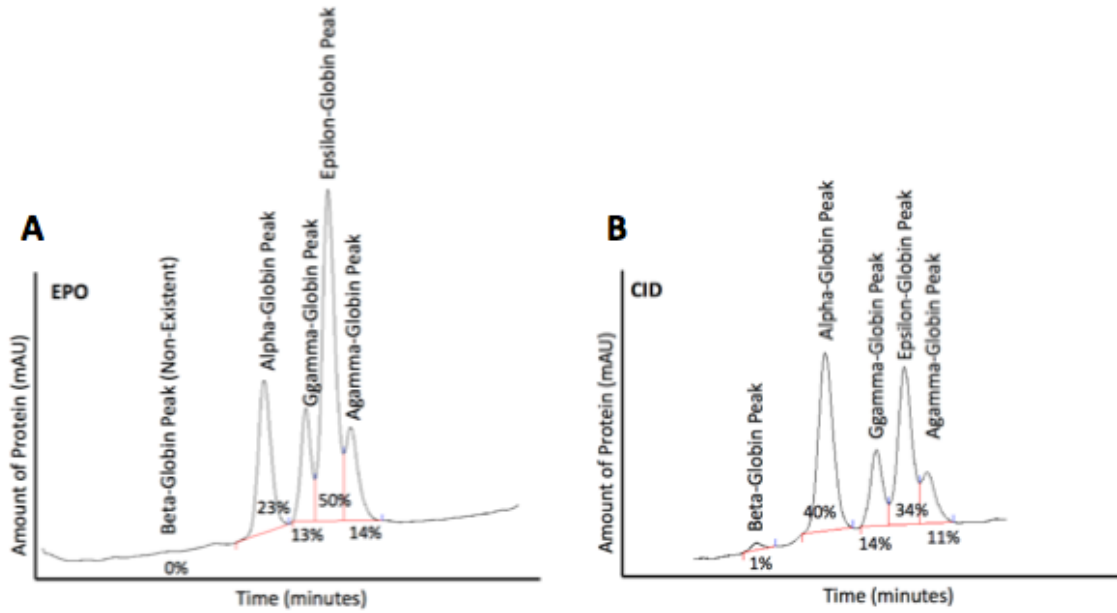 A
EPO
Amount of Protein (mAU)
Beta-Globin Peak (Non-Existent)
Alpha-Globin Peak
Ggamma-Globin Peak
Epsilon-Globin Peak
Agamma-Globin Peak
0%
23%
13%
50%
14%
Time (minutes)
B
CID
Amount of Protein (mAU)
Beta-Globin Peak
Alpha-Globin Peak
Ggamma-Globin Peak
Epsilon-Globin Peak
Agamma-Globin Peak
1%
40%
14%
34%
11%
Time (minutes)